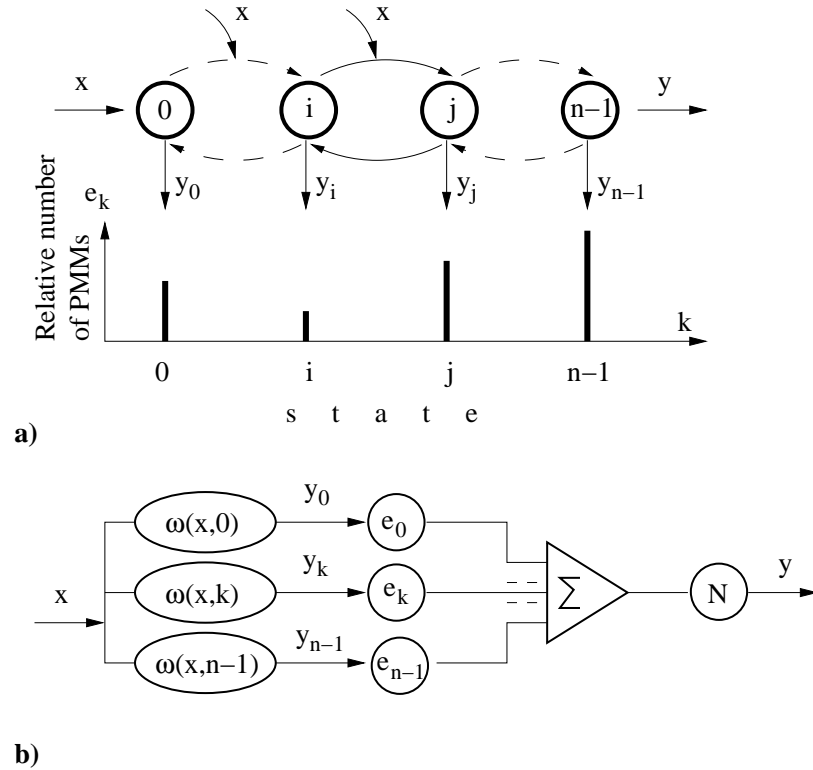 x x
x 0 i j n−1 y
y0 yi yj yn−1
ek
Relative number
of PMMs
k
0 i j n−1
s t a t e
a)
y0
ω(x,0) e0
yk y
x ω(x,k) ek Σ N
yn−1
ω(x,n−1) en−1
b)